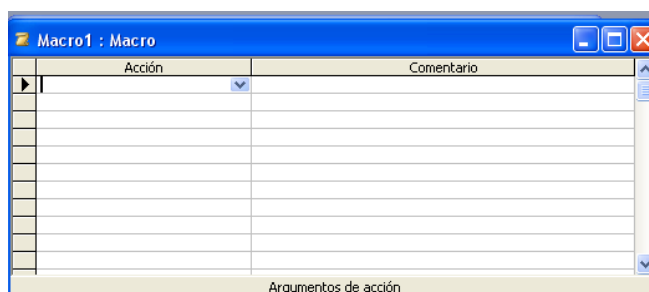 Macro1 : Macro
Acción Comentario
Argumentos de acción